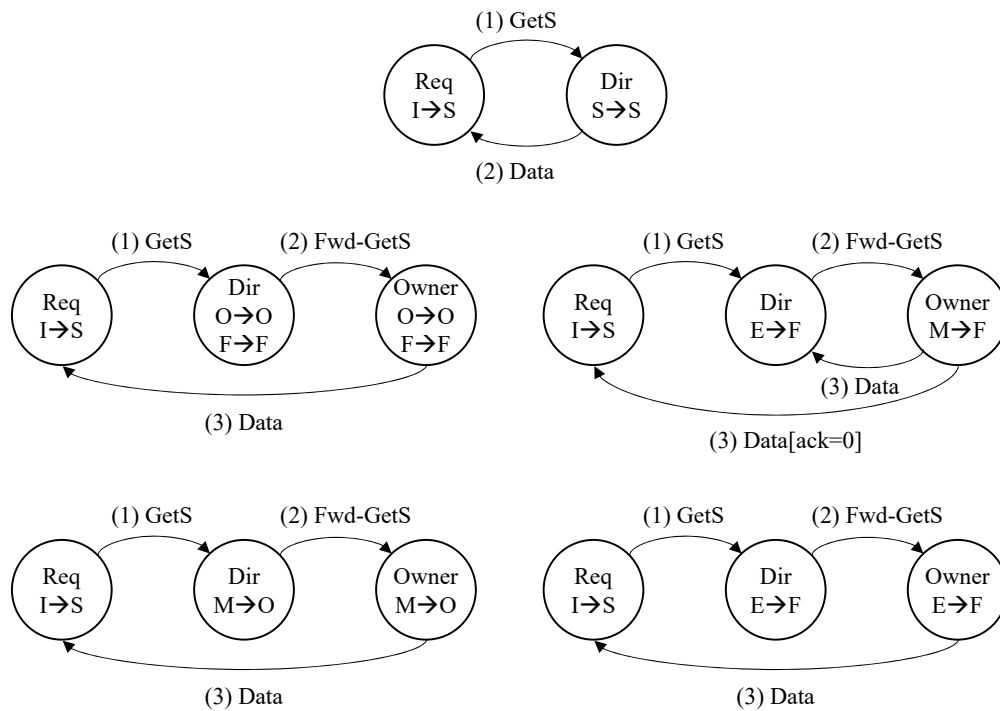 (1) GetS
Req
I→S
Dir
S→S
(2) Data
(1) GetS
(2) Fwd-GetS
Req
I→S
Dir
O→O
F→F
Owner
O→O
F→F
(3) Data
(1) GetS
(2) Fwd-GetS
Req
I→S
Dir
E→F
Owner
M→F
(3) Data
(3) Data[ack=0]
(1) GetS
(2) Fwd-GetS
Req
I→S
Dir
M→O
Owner
M→O
(3) Data
(1) GetS
(2) Fwd-GetS
Req
I→S
Dir
E→F
Owner
E→F
(3) Data